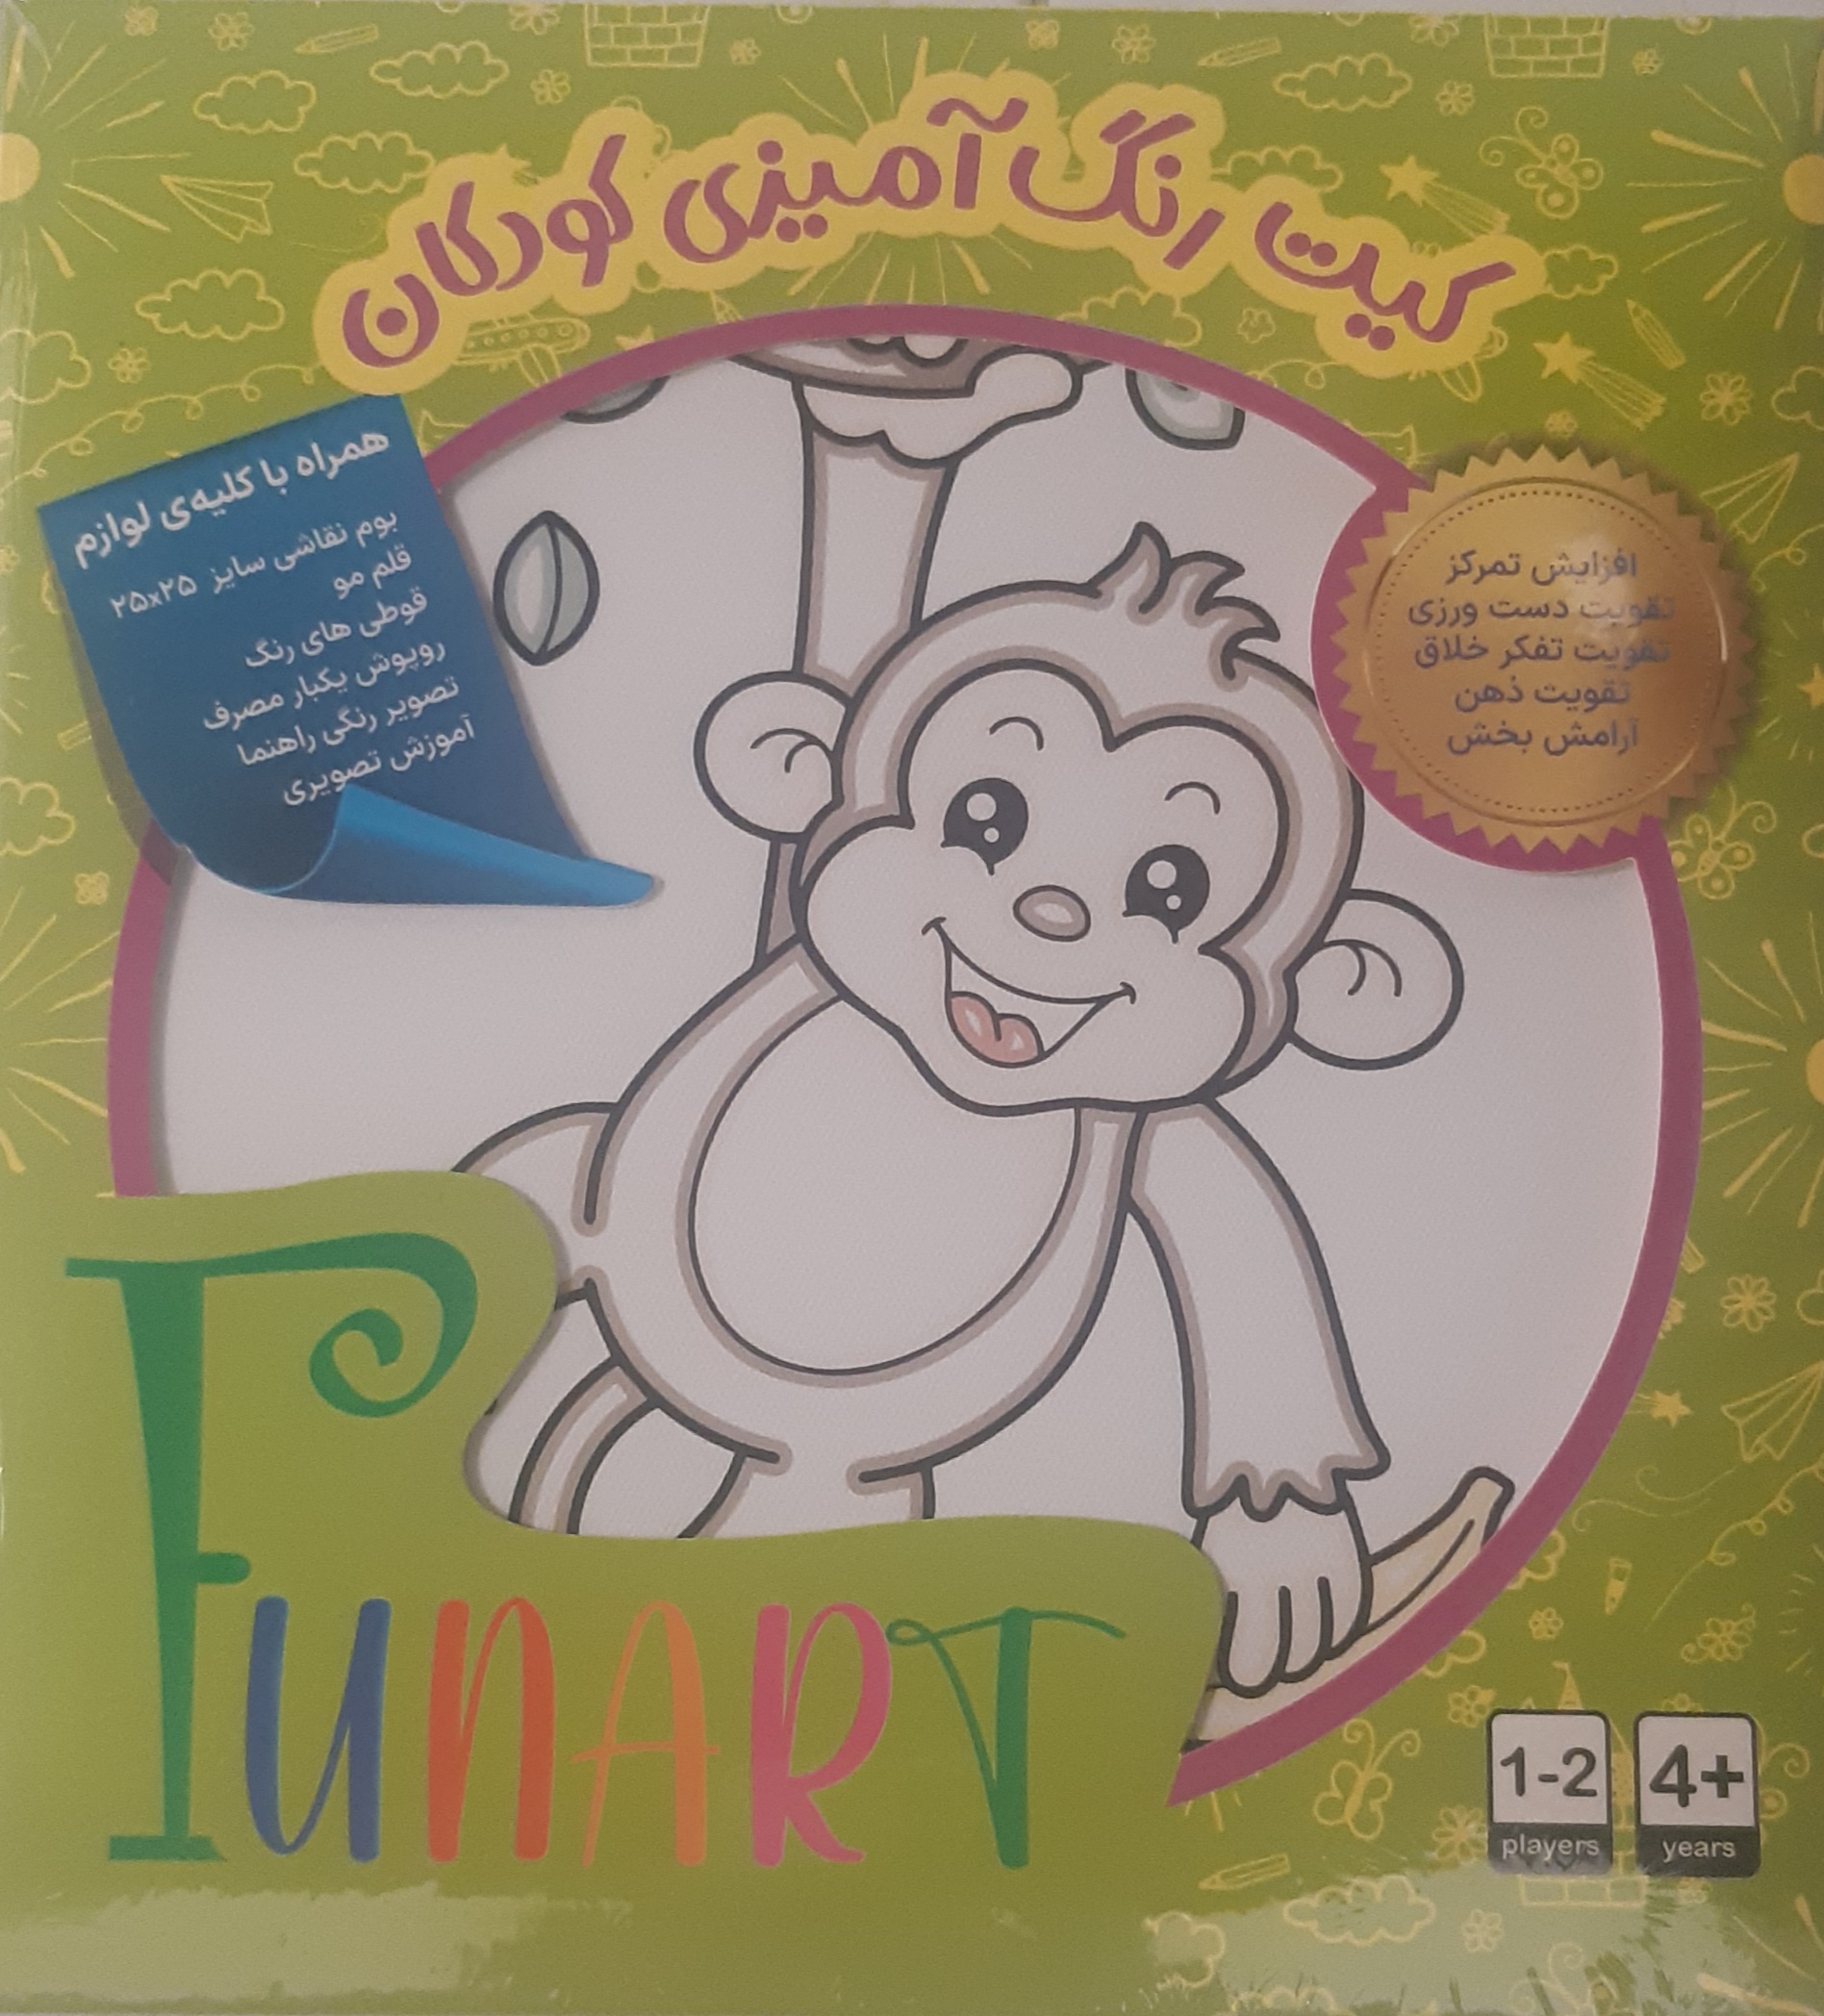 کیت رنگ آمیزی کودکان
همراه با کلیه‌ی لوازم
بوم نقاشی سایز ۲۵x۲۵
قلم مو
قوطی های رنگ
روپوش یکبار مصرف
تصویر رنگی راهنما
آموزش تصویری
افزایش تمرکز
تقویت دست ورزی
تقویت تفکر خلاق
تقویت ذهن
آرامش بخش
FUNART
1-2
players
4+
years